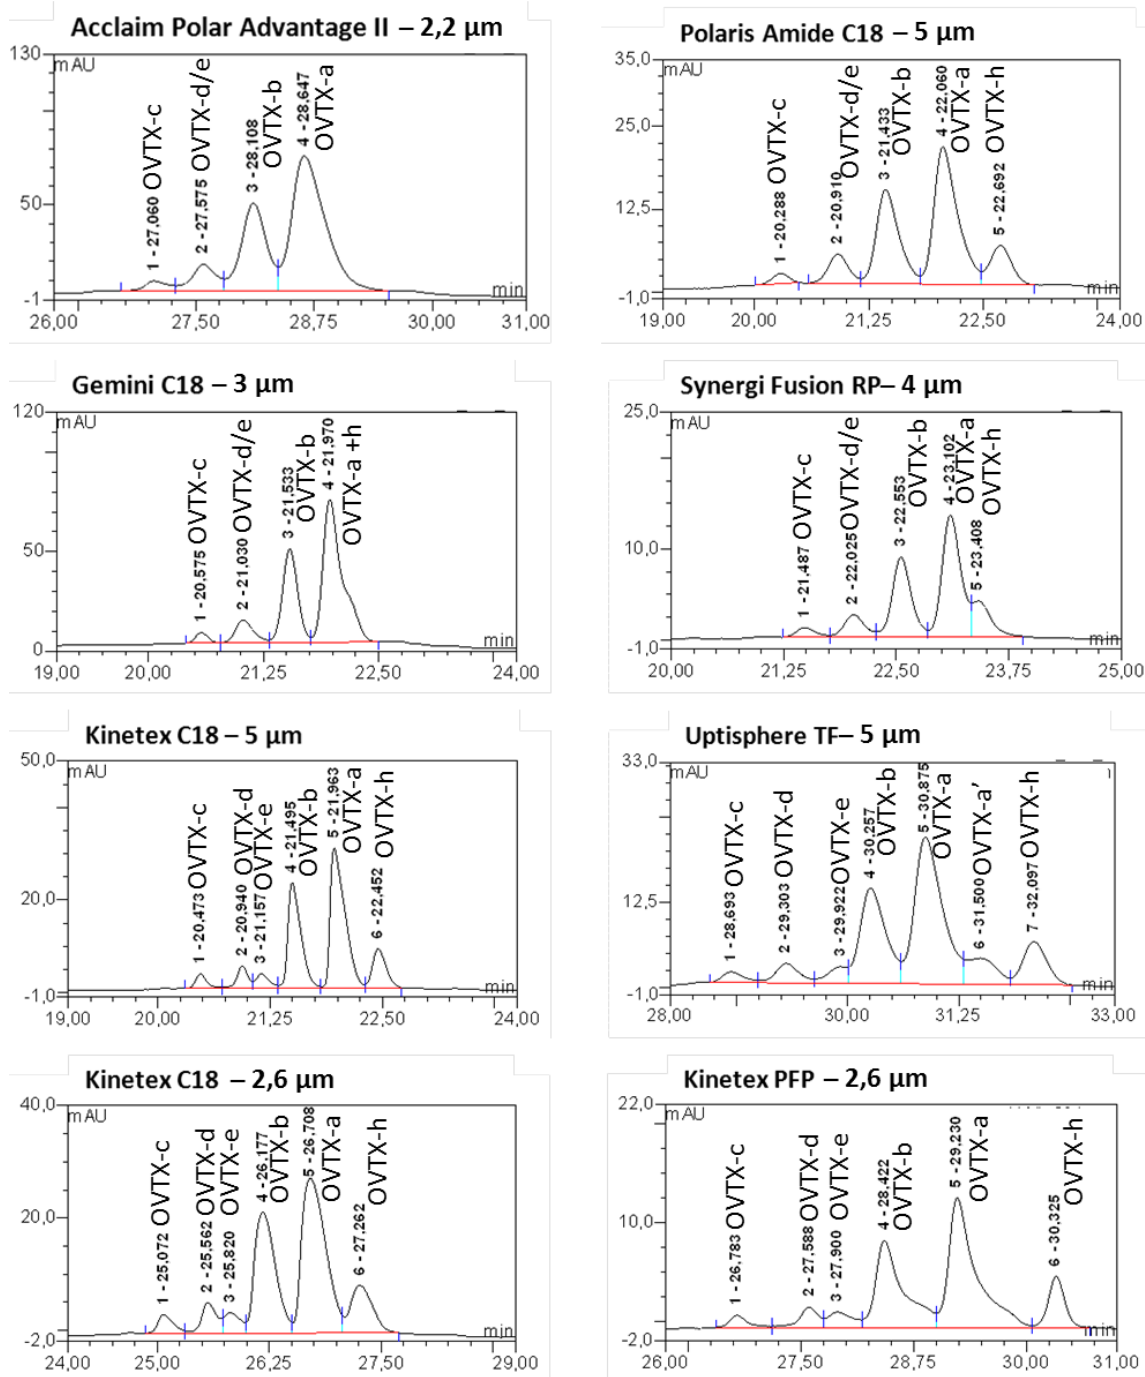 Acclaim Polar Advantage II – 2,2 µm
130
mAU
50
-1
1 - 27,060 OVTX-c
2 - 27,575 OVTX-d/e
3 - 28,108 OVTX-b
4 - 28,647 OVTX-a
min
26,00 27,50 28,75 30,00 31,00
Polaris Amide C18 – 5 µm
35,0
mAU
25,0
12,5
-1,0
1 - 20,288 OVTX-c
2 - 20,910 OVTX-d/e
3 - 21,433 OVTX-b
4 - 22,060 OVTX-a
5 - 22,692 OVTX-h
min
19,00 20,00 21,25 22,50 24,00
Gemini C18 – 3 µm
120
mAU
50
0
1 - 20,575 OVTX-c
2 - 21,030 OVTX-d/e
3 - 21,533 OVTX-b
4 - 21,970 OVTX-a +h
min
19,00 20,00 21,25 22,50 24,00
Synergi Fusion RP– 4 µm
25,0
mAU
10,0
-1,0
1 - 21,487 OVTX-c
2 - 22,025 OVTX-d/e
3 - 22,553 OVTX-b
4 - 23,102 OVTX-a
5 - 23,408 OVTX-h
min
20,00 21,25 22,50 23,75 25,00
Kinetex C18 – 5 µm
50,0
mAU
20,0
-1,0
1 - 20,473 OVTX-c
2 - 20,940 OVTX-d
3 - 21,157 OVTX-e
4 - 21,495 OVTX-b
5 - 21,963 OVTX-a
6 - 22,452 OVTX-h
min
19,00 20,00 21,25 22,50 24,00
Uptisphere TF– 5 µm
33,0
mAU
12,5
-1,0
1 - 28,693 OVTX-c
2 - 29,303 OVTX-d
3 - 29,922 OVTX-e
4 - 30,257 OVTX-b
5 - 30,875 OVTX-a
6 - 31,500 OVTX-a’
7 - 32,097 OVTX-h
min
28,00 30,00 31,25 33,00
Kinetex C18 – 2,6 µm
40,0
mAU
20,0
-2,0
1 - 25,072 OVTX-c
2 - 25,562 OVTX-d
3 - 25,820 OVTX-e
4 - 26,177 OVTX-b
5 - 26,708 OVTX-a
6 - 27,262 OVTX-h
min
24,00 25,00 26,25 27,50 29,00
Kinetex PFP – 2,6 µm
22,0
mAU
10,0
-2,0
1 - 26,783 OVTX-c
2 - 27,588 OVTX-d
3 - 27,900 OVTX-e
4 - 28,422 OVTX-b
5 - 29,230 OVTX-a
6 - 30,325 OVTX-h
min
26,00 27,50 28,75 30,00 31,00